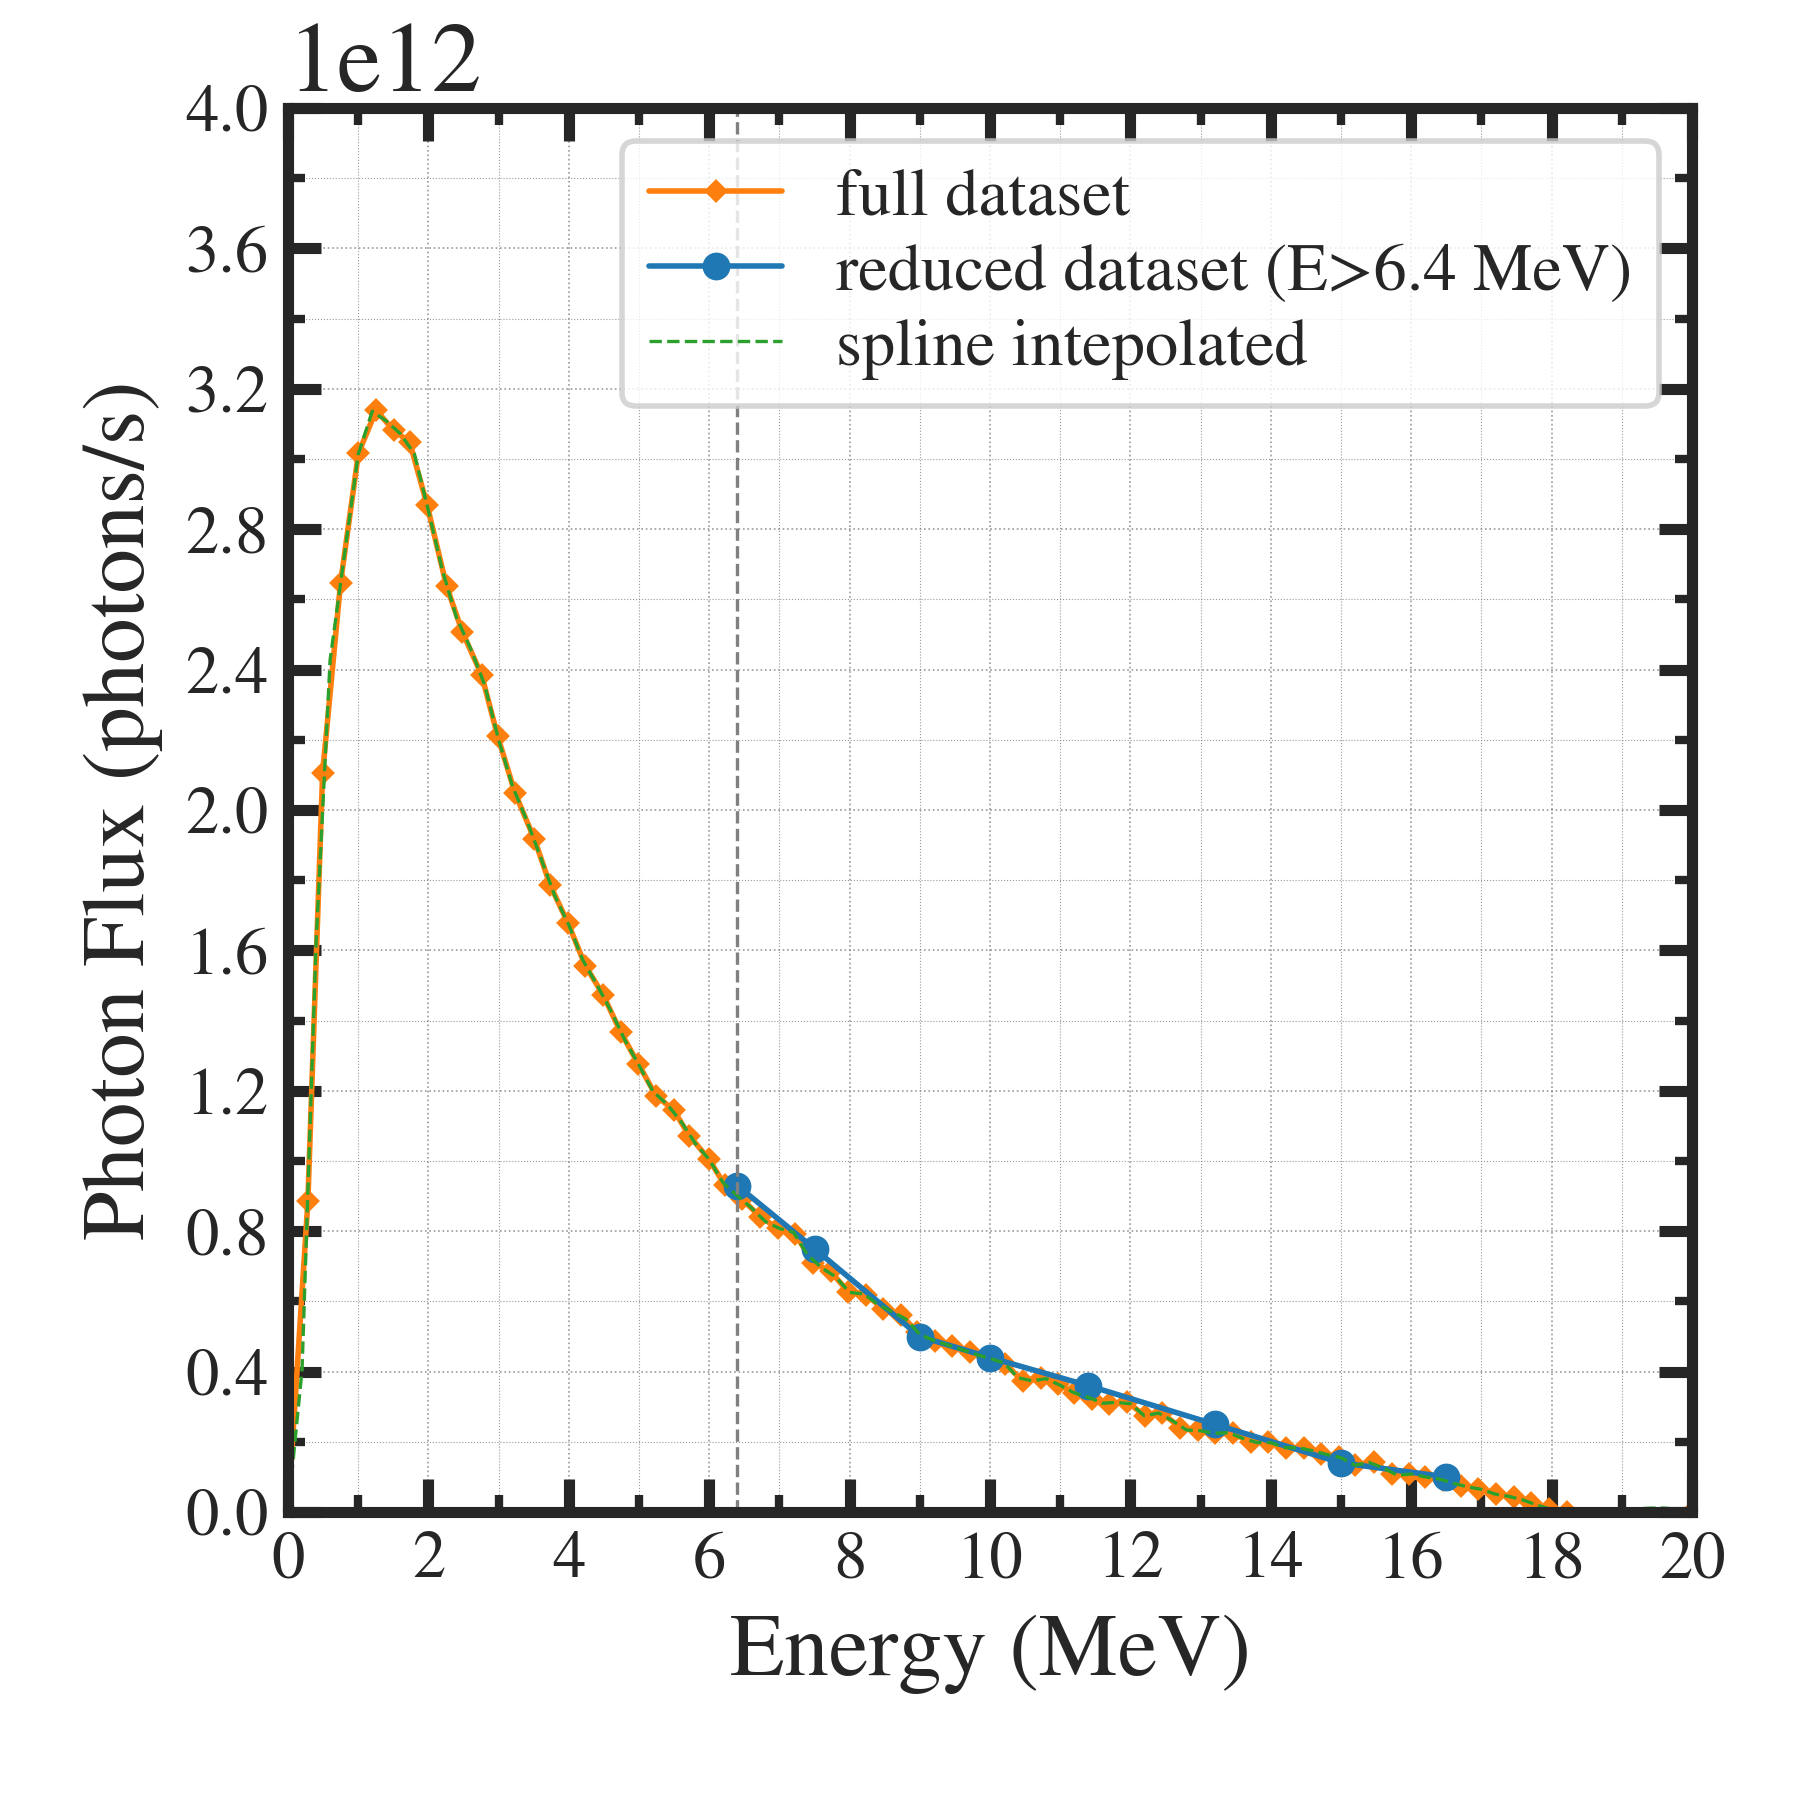 1e12
4.0
3.6
3.2
2.8
2.4
2.0
1.6
1.2
0.8
0.4
0.0
full dataset
reduced dataset (E>6.4 MeV)
spline intepolated
Photon Flux (photons/s)
0 2 4 6 8 10 12 14 16 18 20
Energy (MeV)